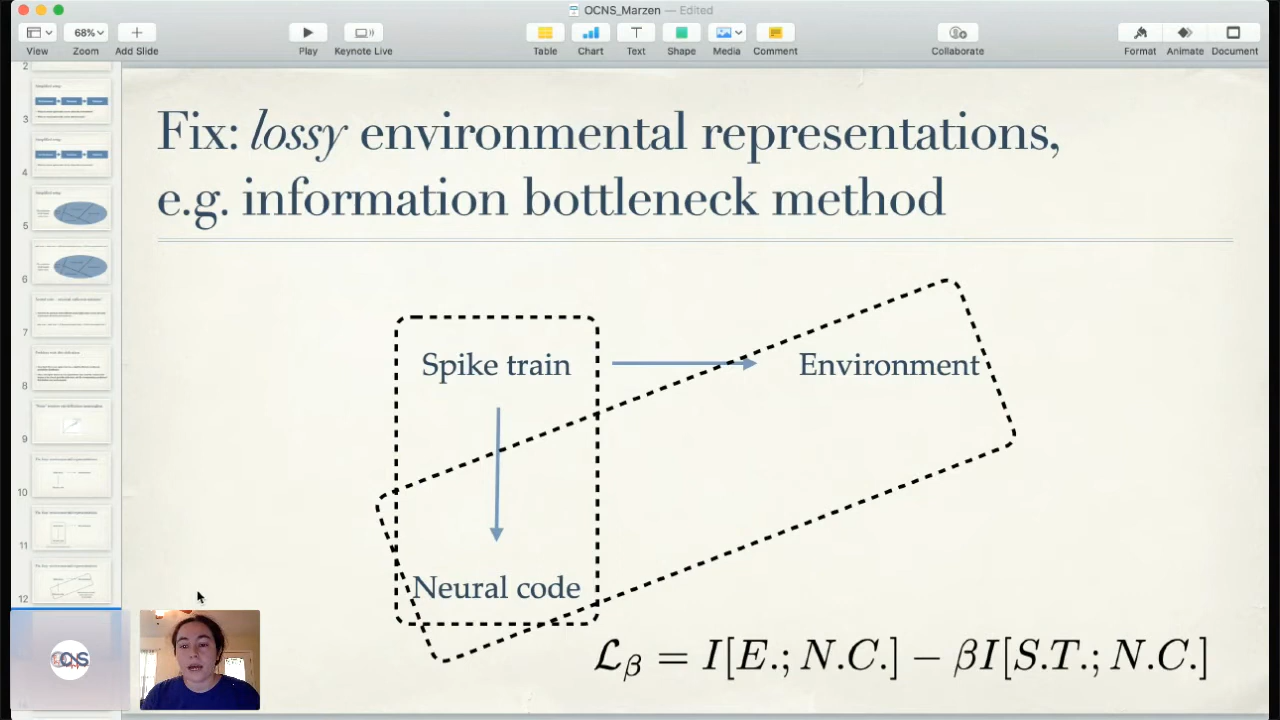 OCNS_Marzen — Edited
68%
View Zoom Add Slide Play Keynote Live Table Chart Text Shape Media Comment Collaborate Format Animate Document
2
3
4
5
6
7
8
9
10
11
12
Fix: lossy environmental representations,
e.g. information bottleneck method
Spike train Environment
Neural code
ℒβ = I[E.; N.C.] − βI[S.T.; N.C.]
OCNS